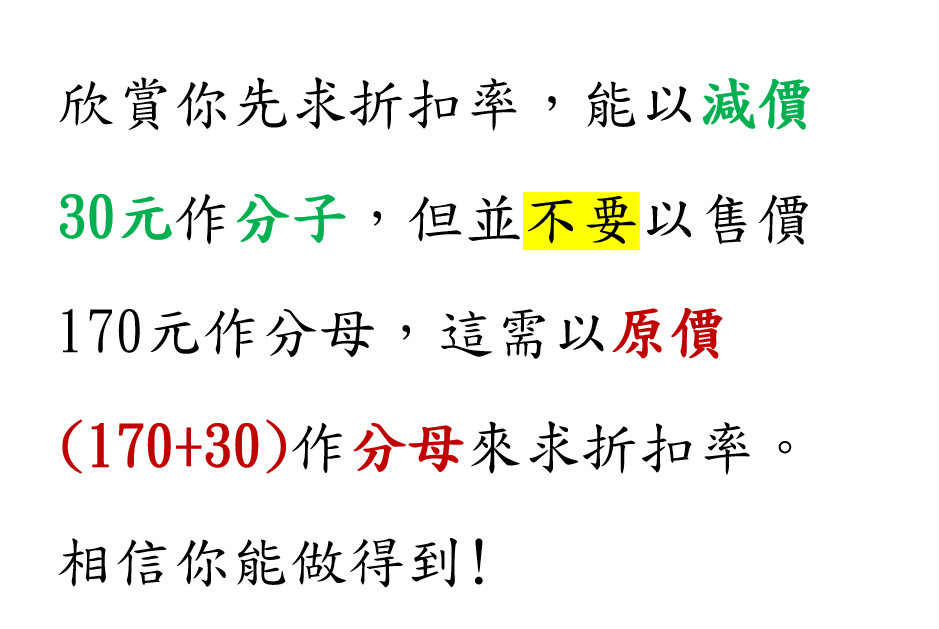 欣賞你先求折扣率，能以減價
30元作分子，但並不要以售價
170元作分母，這需以原價
(170+30)作分母來求折扣率。
相信你能做得到!